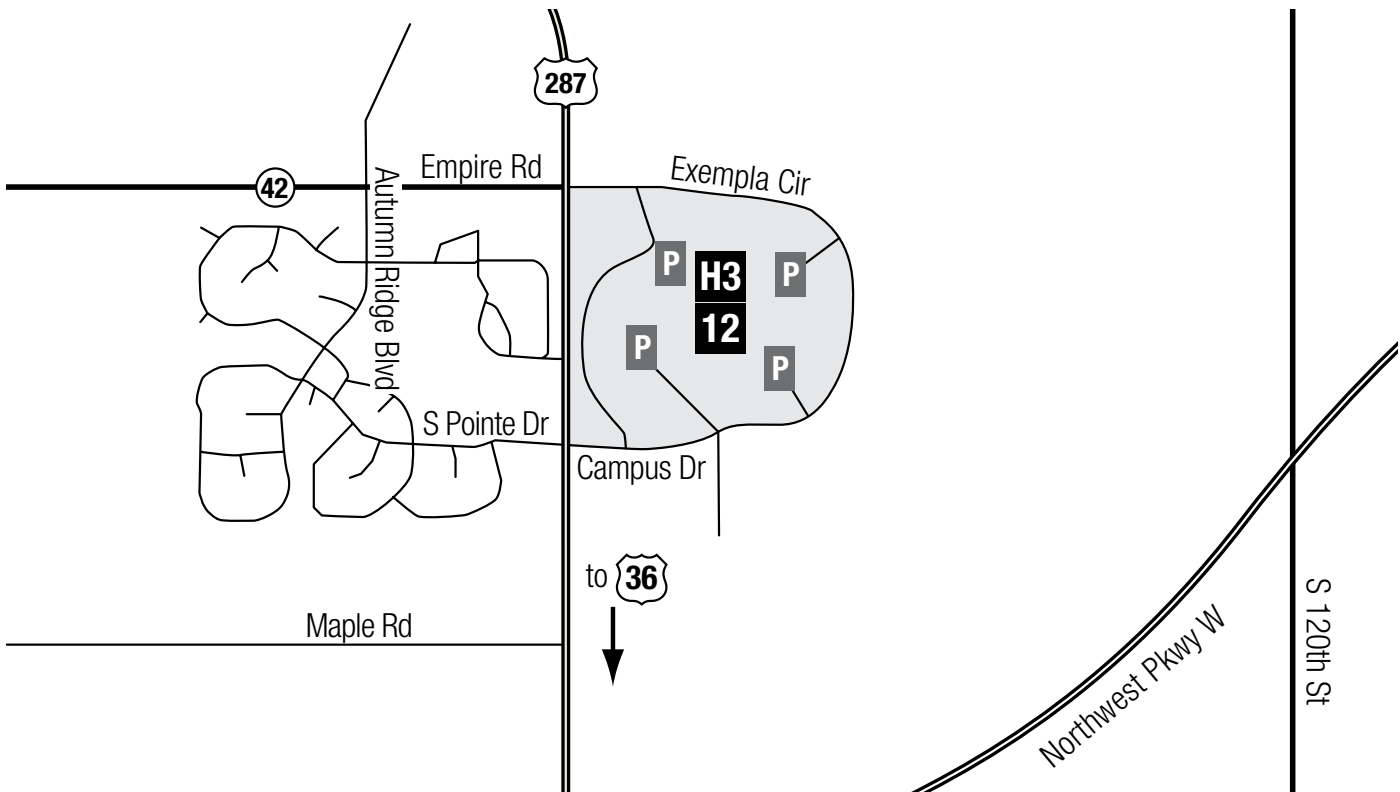 287
Empire Rd
Exempla Cir
42
Autumn Ridge Blvd
P
H3
P
12
P
P
S Pointe Dr
Campus Dr
to 36
Maple Rd
Northwest Pkwy W
S 120th St